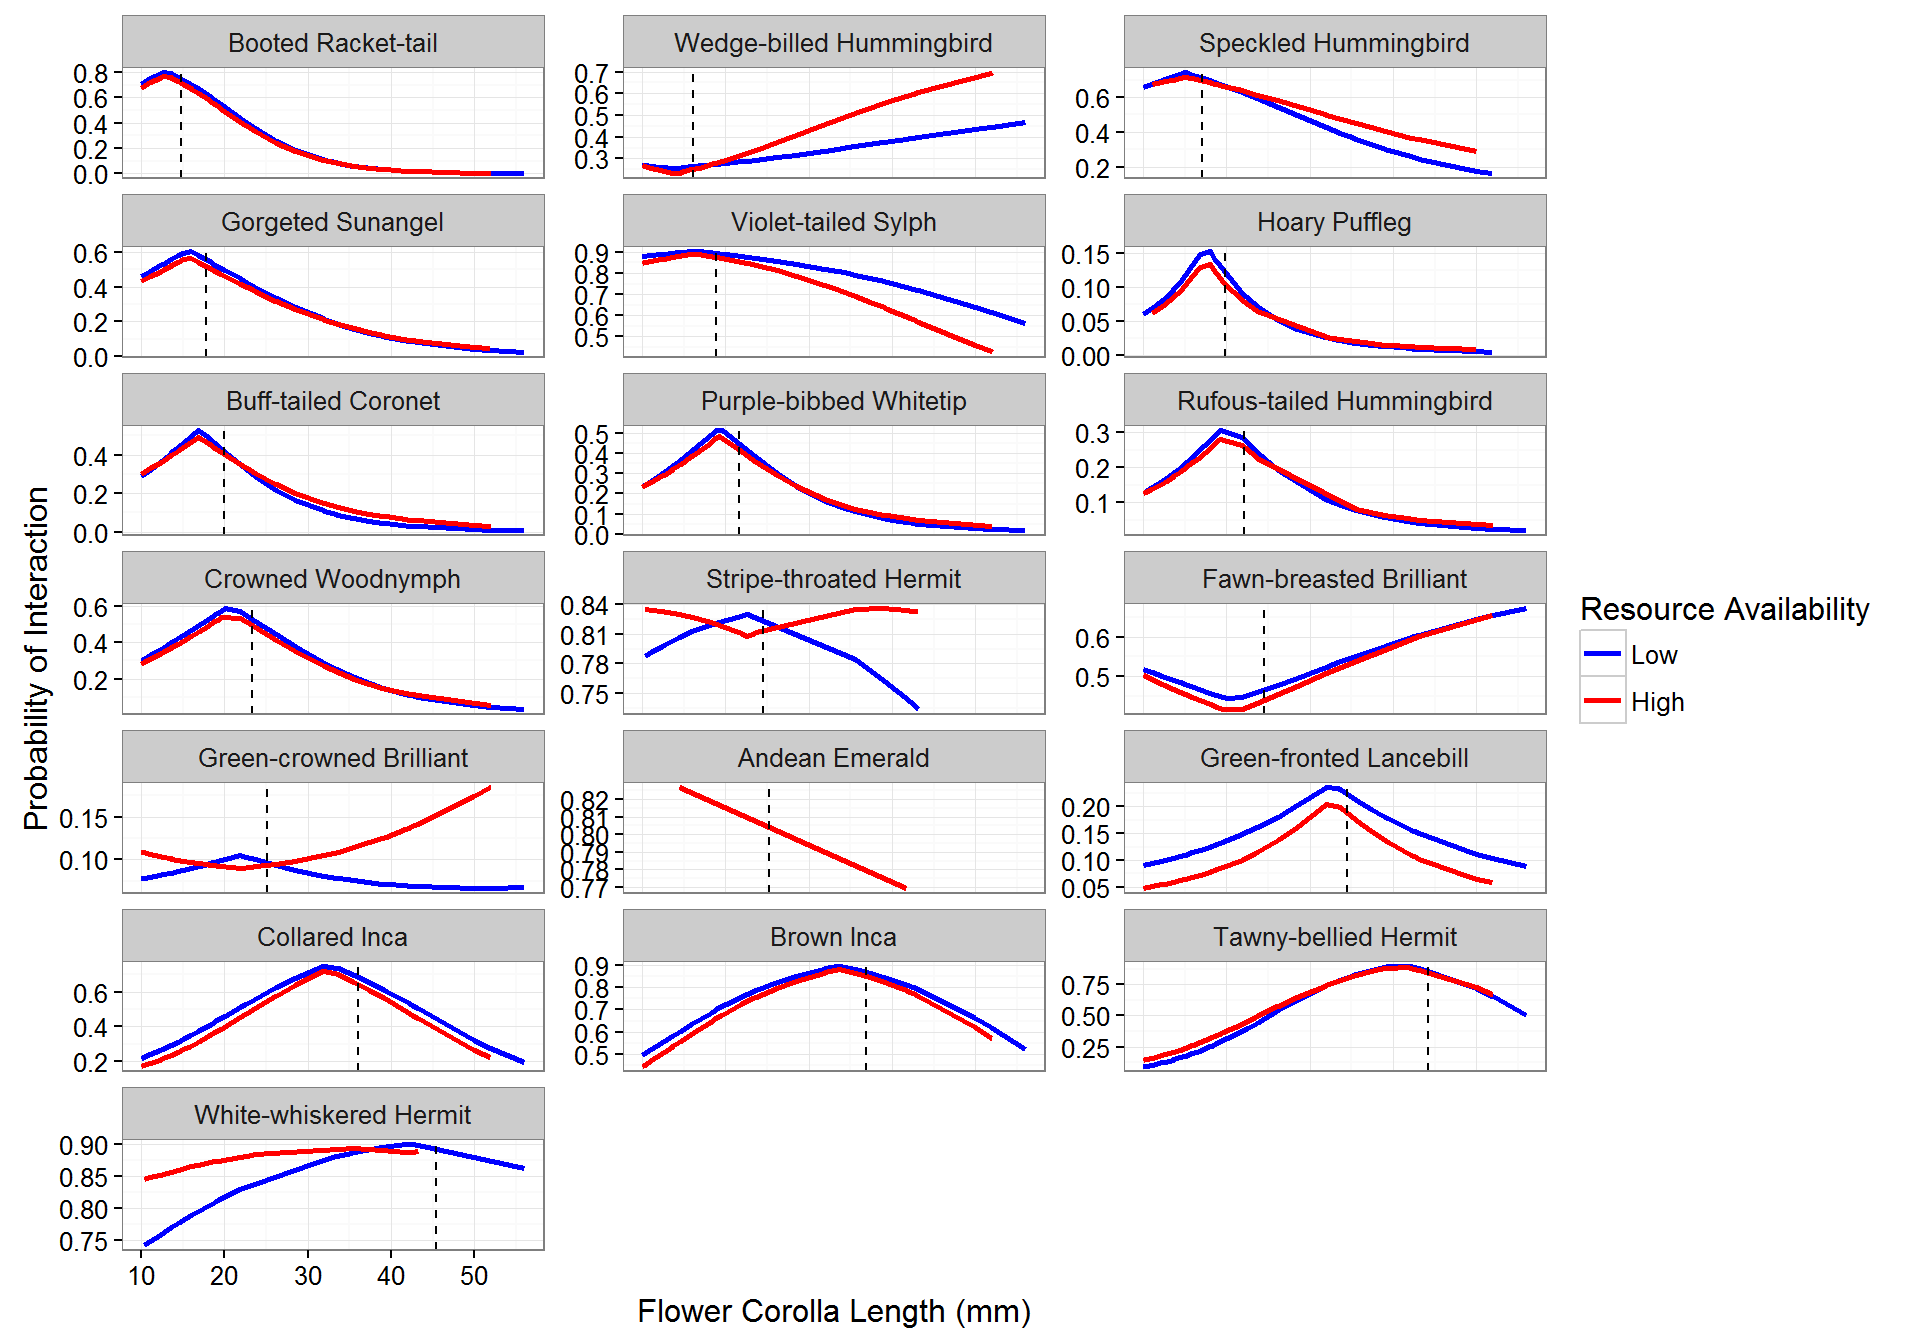 Booted Racket-tail
Wedge-billed Hummingbird
Speckled Hummingbird
0.8
0.6
0.4
0.2
0.0
0.7
0.6
0.5
0.4
0.3
0.6
0.4
0.2
Gorgeted Sunangel
Violet-tailed Sylph
Hoary Puffleg
0.6
0.4
0.2
0.0
0.9
0.8
0.7
0.6
0.5
0.15
0.10
0.05
0.00
Buff-tailed Coronet
Purple-bibbed Whitetip
Rufous-tailed Hummingbird
0.4
0.2
0.0
0.5
0.4
0.3
0.2
0.1
0.0
0.3
0.2
0.1
Crowned Woodnymph
Stripe-throated Hermit
Fawn-breasted Brilliant
0.6
0.4
0.2
0.84
0.81
0.78
0.75
0.6
0.5
Green-crowned Brilliant
Andean Emerald
Green-fronted Lancebill
0.15
0.10
0.82
0.81
0.80
0.79
0.78
0.77
0.20
0.15
0.10
0.05
Collared Inca
Brown Inca
Tawny-bellied Hermit
0.6
0.4
0.2
0.9
0.8
0.7
0.6
0.5
0.75
0.50
0.25
White-whiskered Hermit
0.90
0.85
0.80
0.75
10 20 30 40 50
Flower Corolla Length (mm)
Probability of Interaction
Resource Availability
Low
High